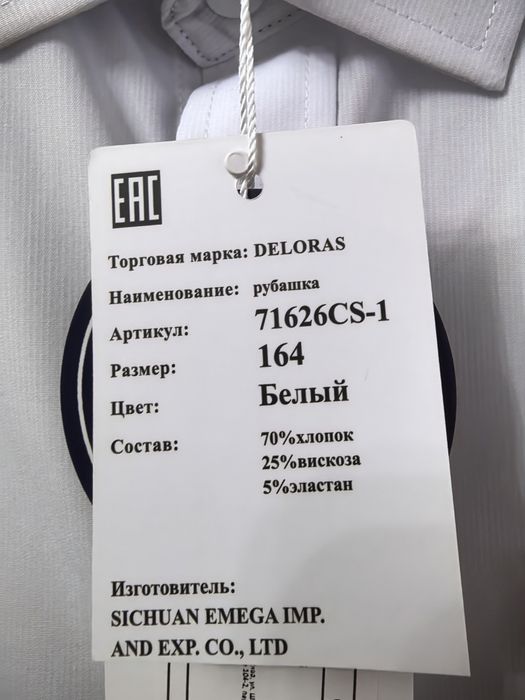 EAC
Торговая марка: DELORAS
Наименование: рубашка
Артикул: 71626CS-1
Размер: 164
Цвет: Белый
Состав: 70%хлопок
25%вискоза
5%эластан
Изготовитель:
SICHUAN EMEGA IMP.
AND EXP. CO., LTD